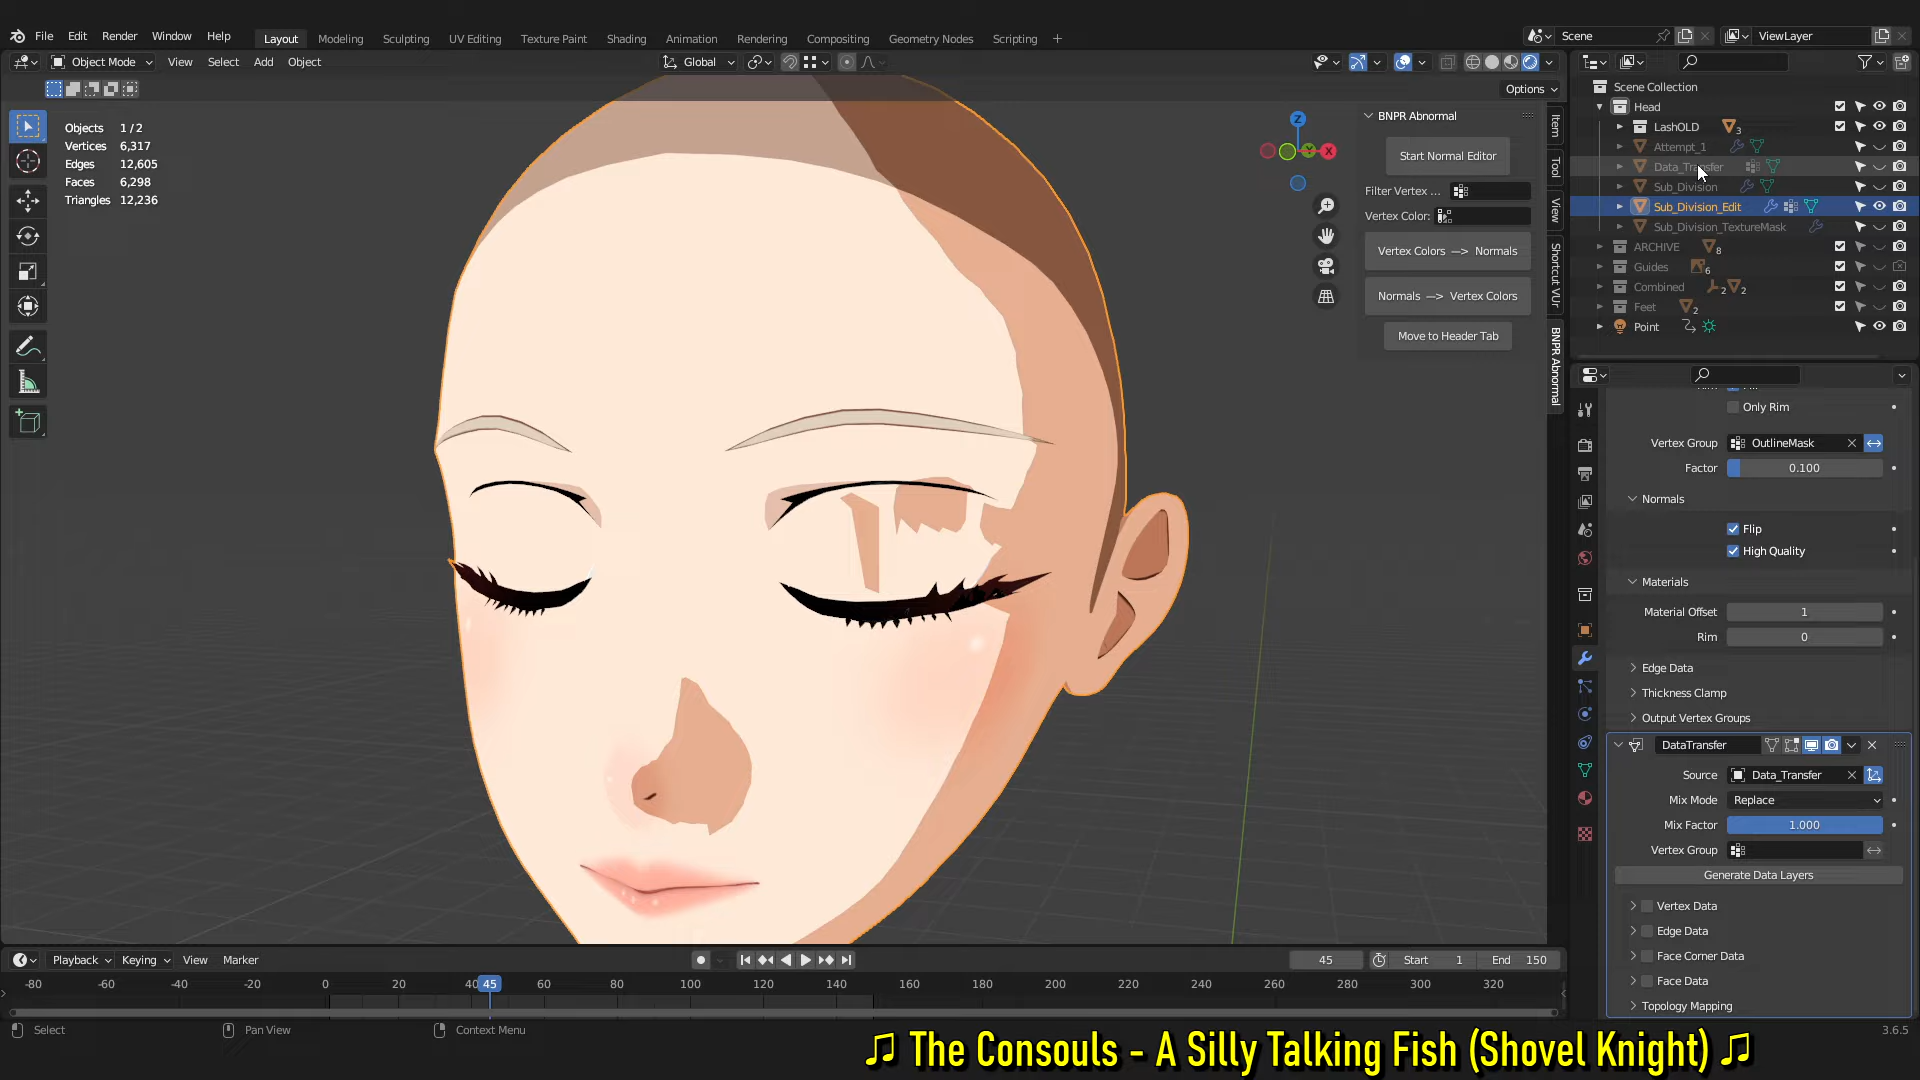 File Edit Render Window Help Layout Modeling Sculpting UV Editing Texture Paint Shading Animation Rendering Compositing Geometry Nodes Scripting + Scene ViewLayer
Object Mode View Select Add Object Global
Options
Objects 1 / 2
Vertices 6,317
Edges 12,605
Faces 6,298
Triangles 12,236
Z
X
BNPR Abnormal
Start Normal Editor
Filter Vertex ...
Vertex Color:
Vertex Colors —> Normals
Normals —> Vertex Colors
Move to Header Tab
Item
Tool
View
Shortcut VUr
BNPR Abnormal
Scene Collection
Head
LashOLD 3
Attempt_1
Data_Transfer
Sub_Division
Sub_Division_Edit
Sub_Division_TextureMask
ARCHIVE 8
Guides 6
Combined 2 2
Feet 2
Point
Only Rim
Vertex Group OutlineMask
Factor 0.100
Normals
Flip
High Quality
Materials
Material Offset 1
Rim 0
Edge Data
Thickness Clamp
Output Vertex Groups
DataTransfer
Source Data_Transfer
Mix Mode Replace
Mix Factor 1.000
Vertex Group
Generate Data Layers
Vertex Data
Edge Data
Face Corner Data
Face Data
Topology Mapping
Playback Keying View Marker 45 Start 1 End 150
-80 -60 -40 -20 0 20 40 45 60 80 100 120 140 160 180 200 220 240 260 280 300 320
Select Pan View Context Menu 3.6.5
♫ The Consouls - A Silly Talking Fish (Shovel Knight) ♫